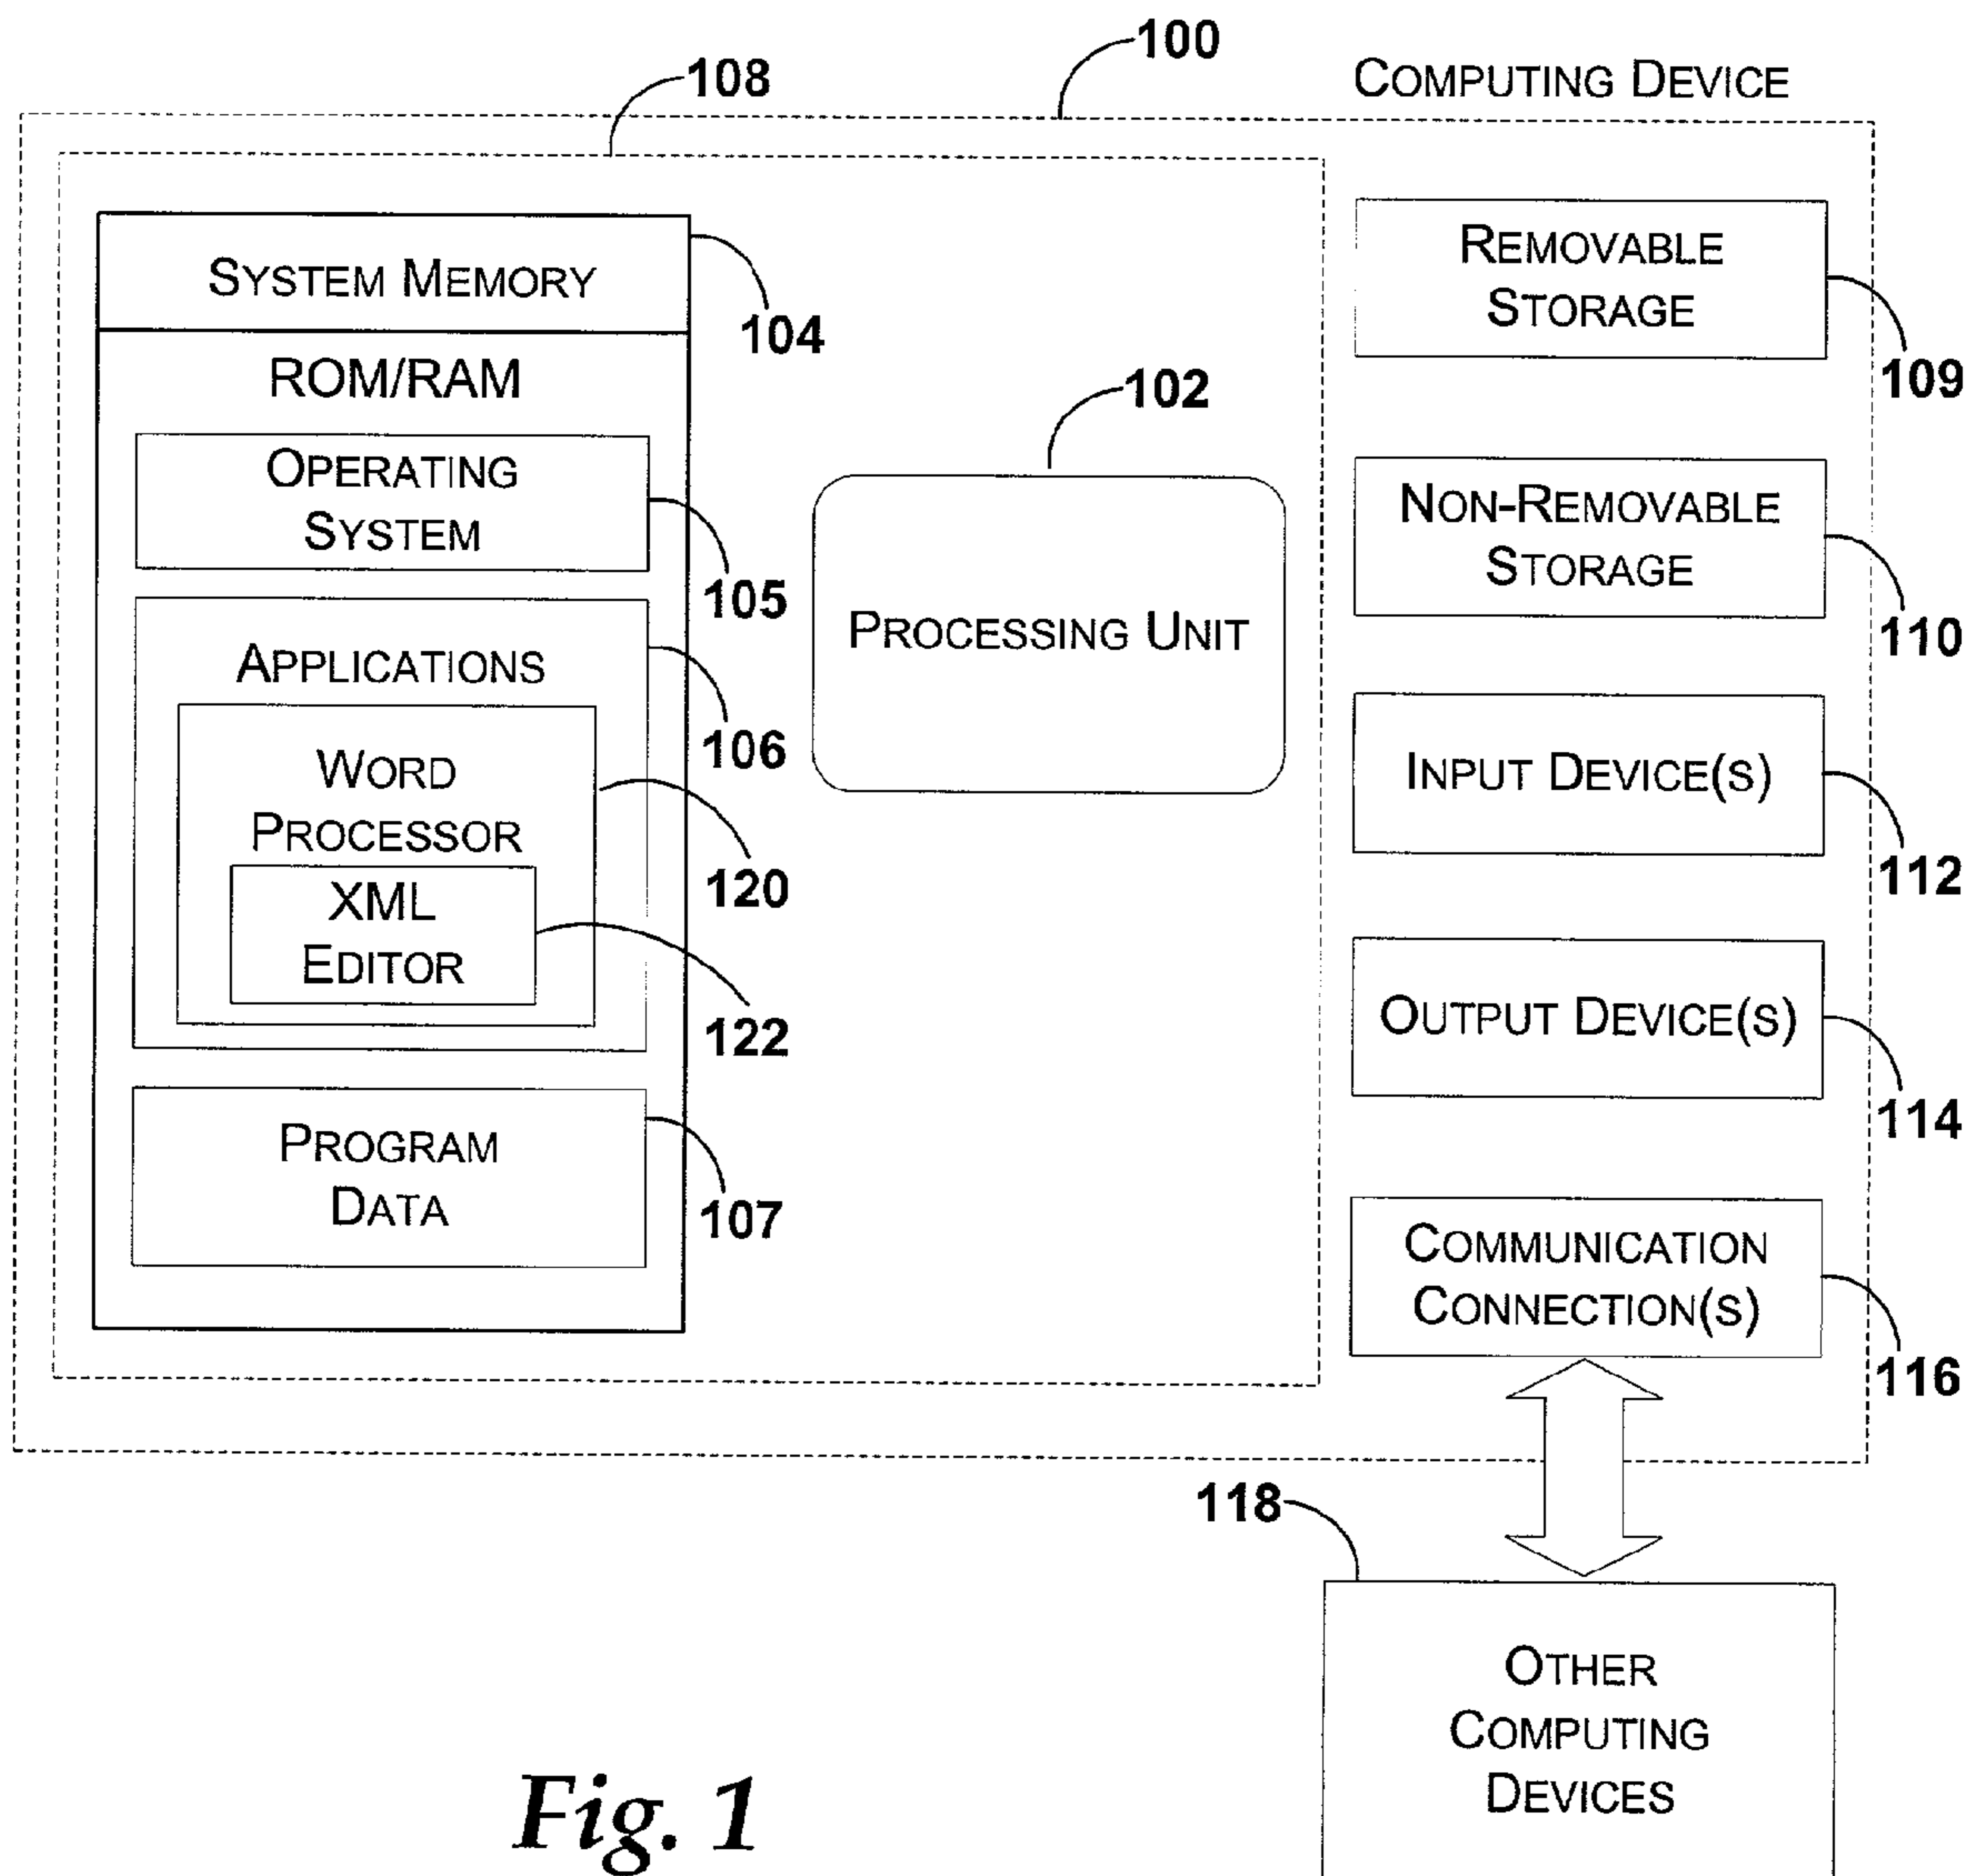 100
108
COMPUTING DEVICE
SYSTEM MEMORY
104
ROM/RAM
OPERATING
SYSTEM
105
APPLICATIONS
106
WORD
PROCESSOR
120
XML
EDITOR
122
PROGRAM
DATA
107
102
PROCESSING UNIT
REMOVABLE
STORAGE
109
NON-REMOVABLE
STORAGE
110
INPUT DEVICE(S)
112
OUTPUT DEVICE(S)
114
COMMUNICATION
CONNECTION(S)
116
118
OTHER
COMPUTING
DEVICES
Fig. 1